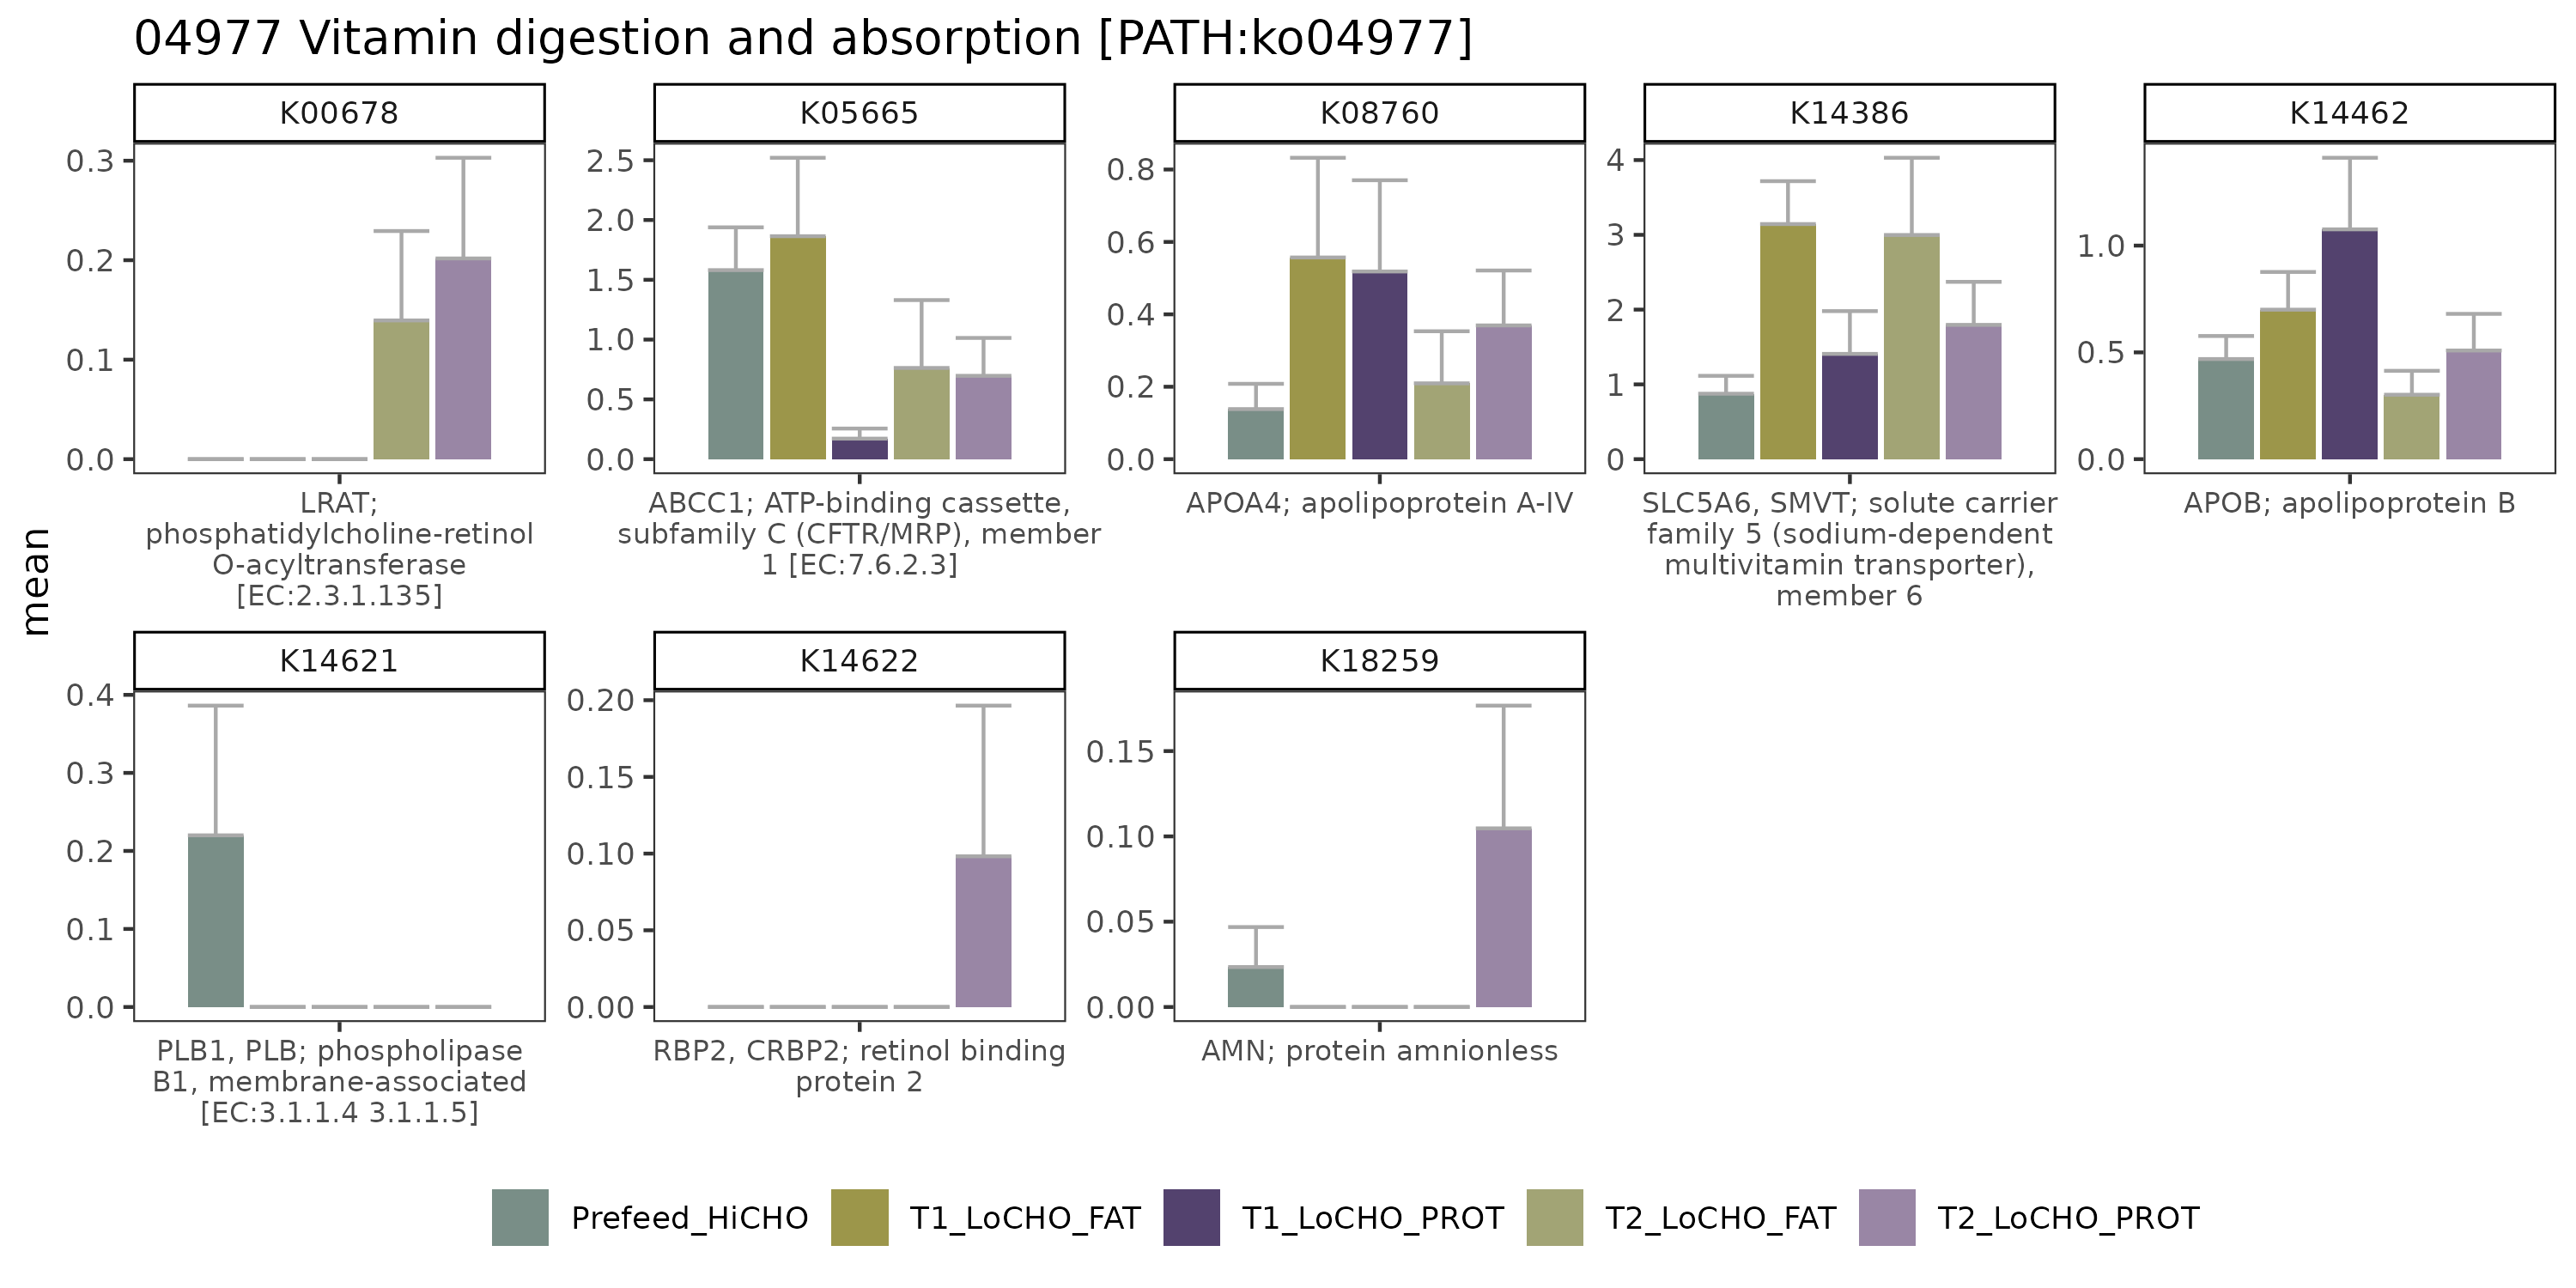 04977 Vitamin digestion and absorption [PATH:ko04977]
mean
K00678
0.3
0.2
0.1
0.0
LRAT;
phosphatidylcholine-retinol
O-acyltransferase
[EC:2.3.1.135]
K05665
2.5
2.0
1.5
1.0
0.5
0.0
ABCC1; ATP-binding cassette,
subfamily C (CFTR/MRP), member
1 [EC:7.6.2.3]
K08760
0.8
0.6
0.4
0.2
0.0
APOA4; apolipoprotein A-IV
K14386
4
3
2
1
0
SLC5A6, SMVT; solute carrier
family 5 (sodium-dependent
multivitamin transporter),
member 6
K14462
1.0
0.5
0.0
APOB; apolipoprotein B
K14621
0.4
0.3
0.2
0.1
0.0
PLB1, PLB; phospholipase
B1, membrane-associated
[EC:3.1.1.4 3.1.1.5]
K14622
0.20
0.15
0.10
0.05
0.00
RBP2, CRBP2; retinol binding
protein 2
K18259
0.15
0.10
0.05
0.00
AMN; protein amnionless
Prefeed_HiCHO
T1_LoCHO_FAT
T1_LoCHO_PROT
T2_LoCHO_FAT
T2_LoCHO_PROT